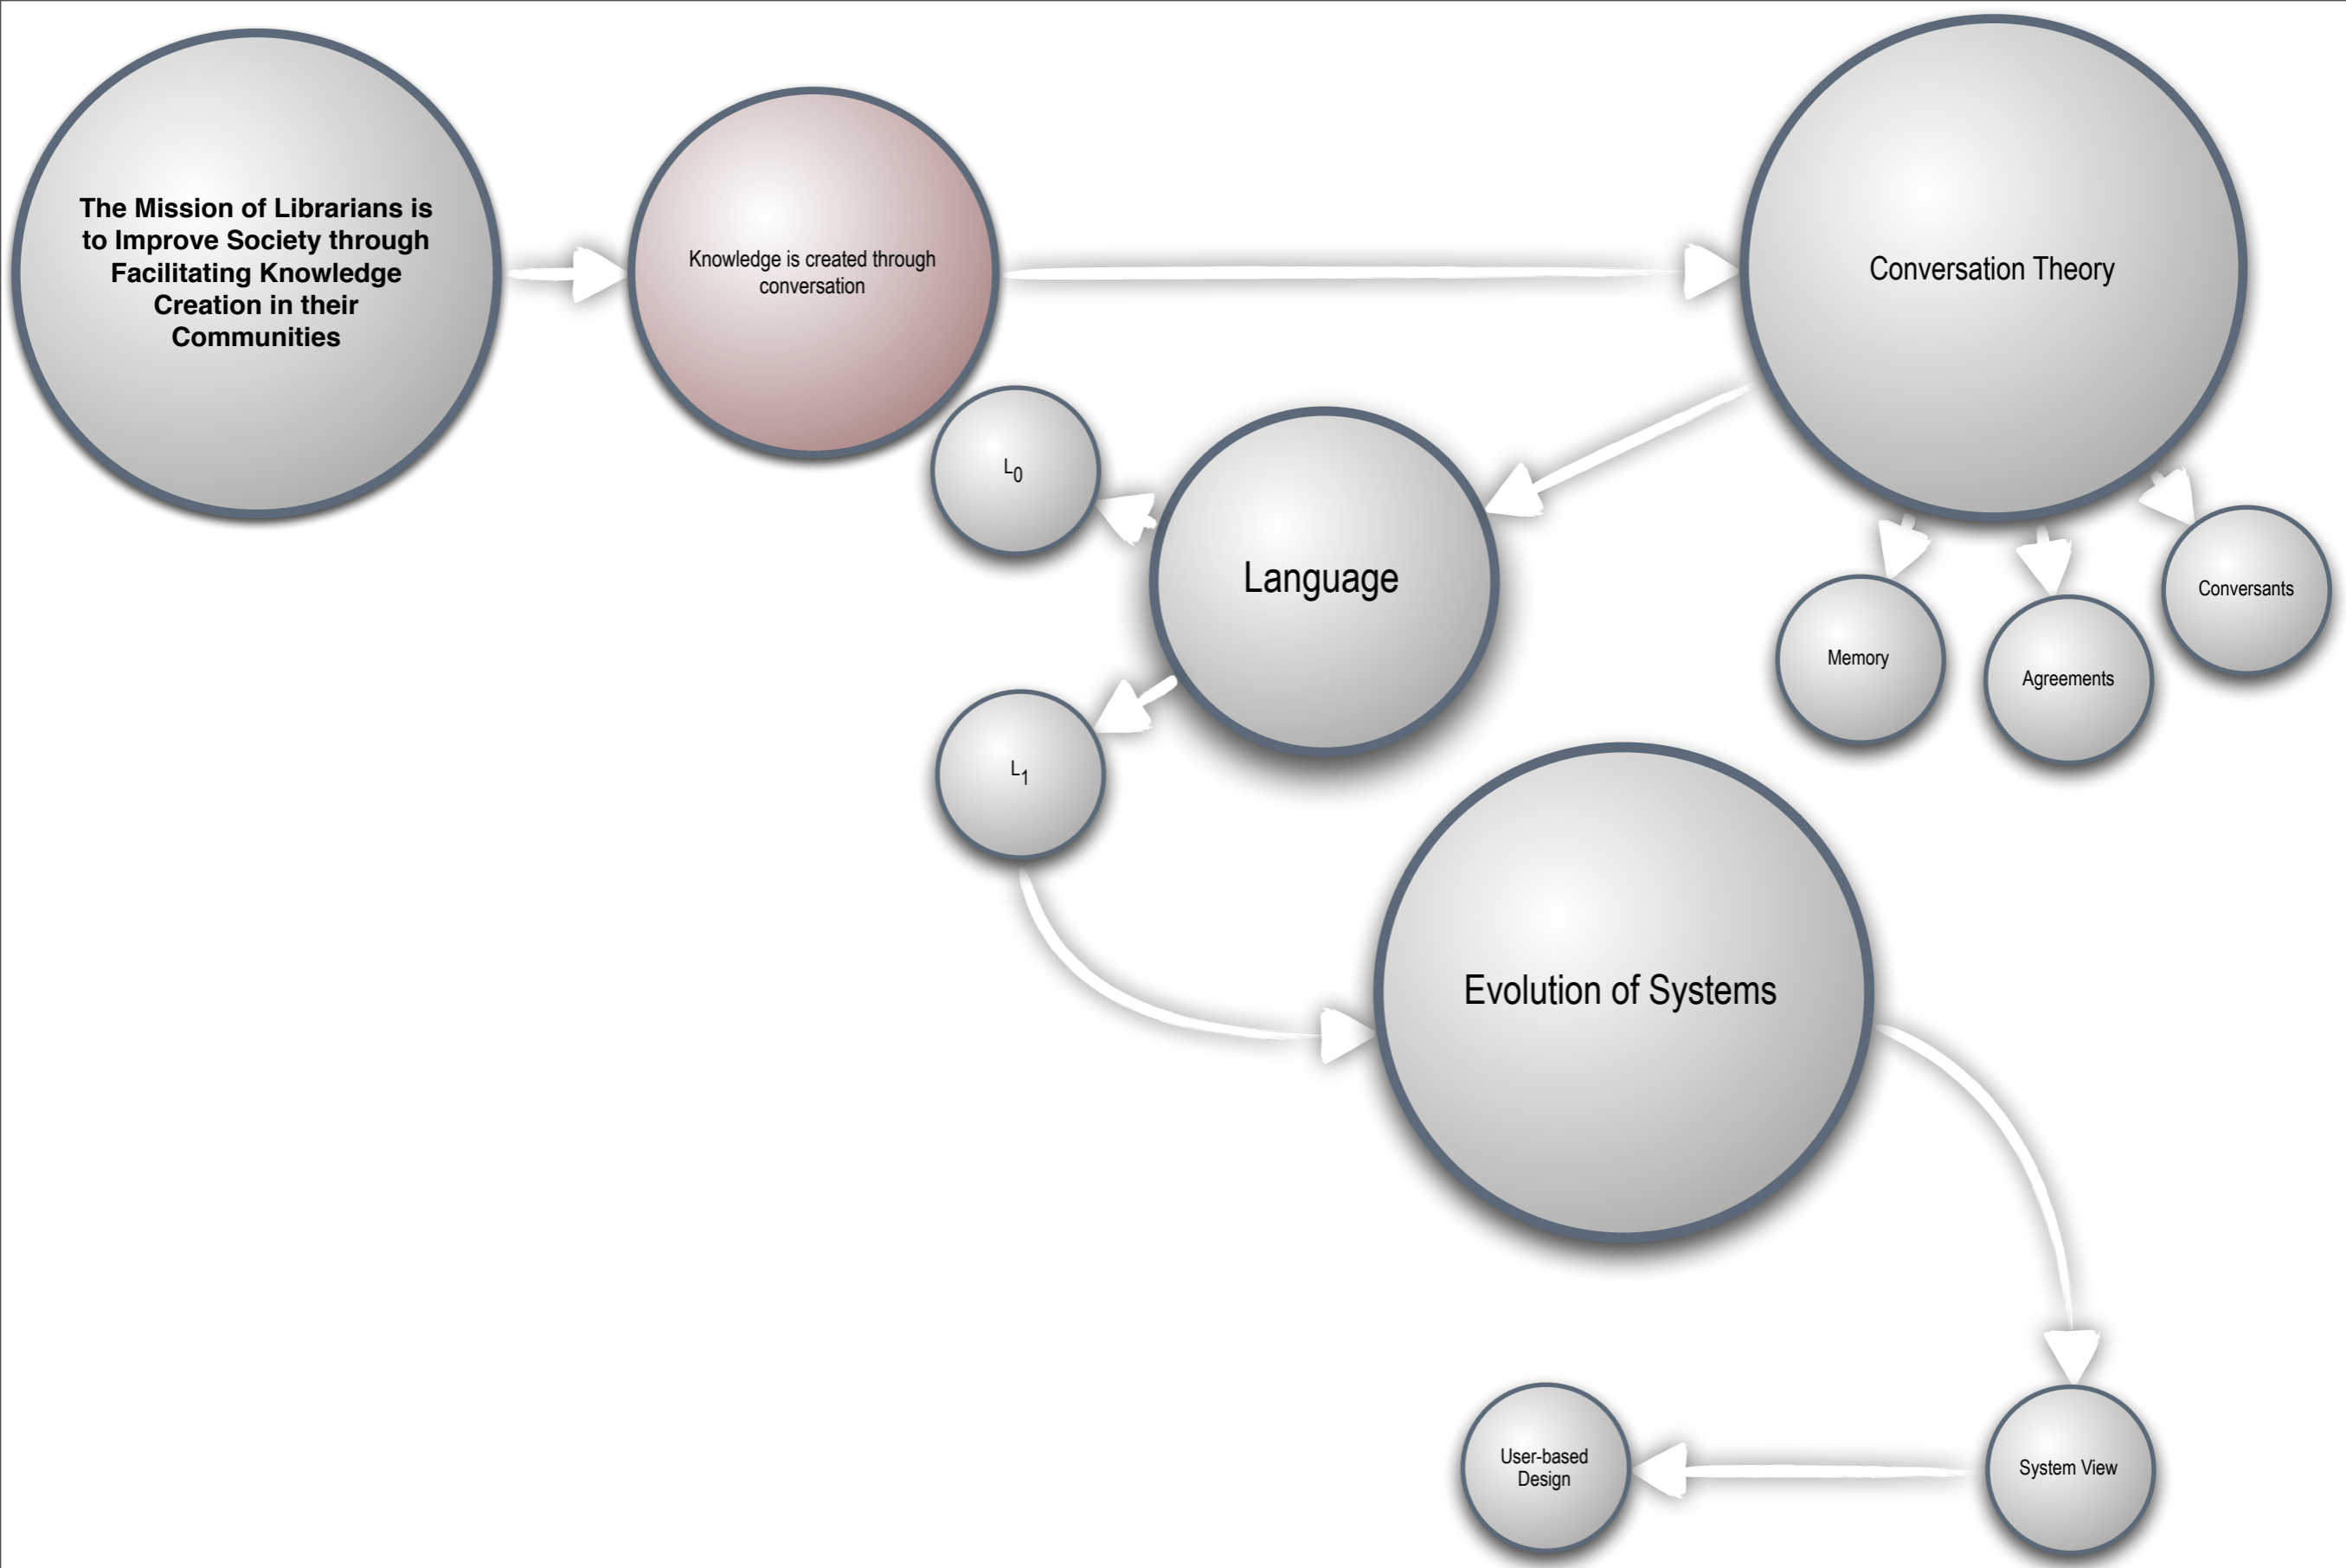 The Mission of Librarians is
to Improve Society through
Facilitating Knowledge
Creation in their
Communities
Knowledge is created through
conversation
Conversation Theory
L0
Language
Conversants
Memory
Agreements
L1
Evolution of Systems
User-based
Design
System View